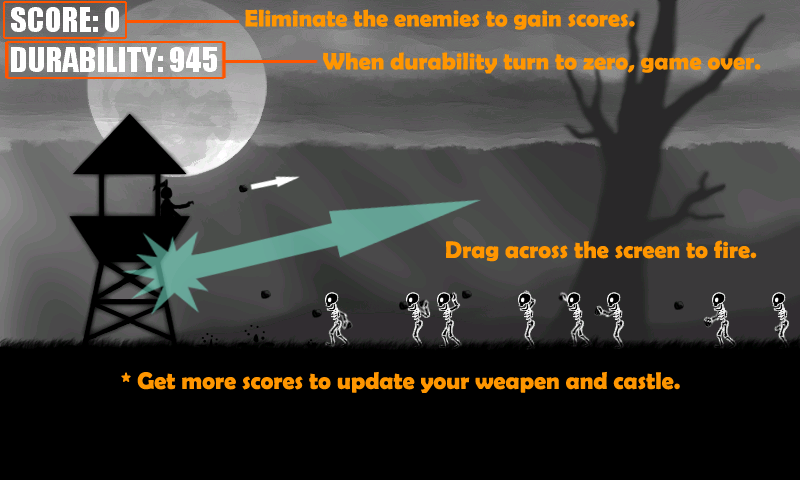 SCORE: 0
Eliminate the enemies to gain scores.
DURABILITY: 945
When durability turn to zero, game over.
Drag across the screen to fire.
* Get more scores to update your weapen and castle.